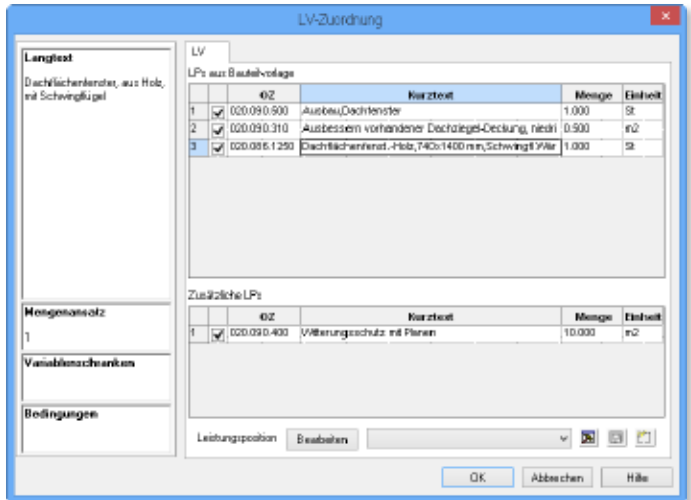 LV-Zuordnung
Langtext
Dachflächenfenster, aus Holz,
mit Schwingflügel
Mengenansatz
1
Variablenschranken
Bedingungen
LV
LPs aus Bauteilvorlage
OZ Kurztext Menge Einheit
1 020.090.600 Ausbau,Dachfenster 1.000 St
2 020.090.310 Ausbessern vorhandener Dachziegel-Deckung, niedri 0.500 m2
3 020.086.1250 Dachflächenfenst.-Holz,740x1400 mm,Schwingfl.Wär 1.000 St
Zusätzliche LPs
OZ Kurztext Menge Einheit
1 020.090.400 Witterungsschutz mit Planen 10.000 m2
Leistungsposition Bearbeiten
OK Abbrechen Hilfe